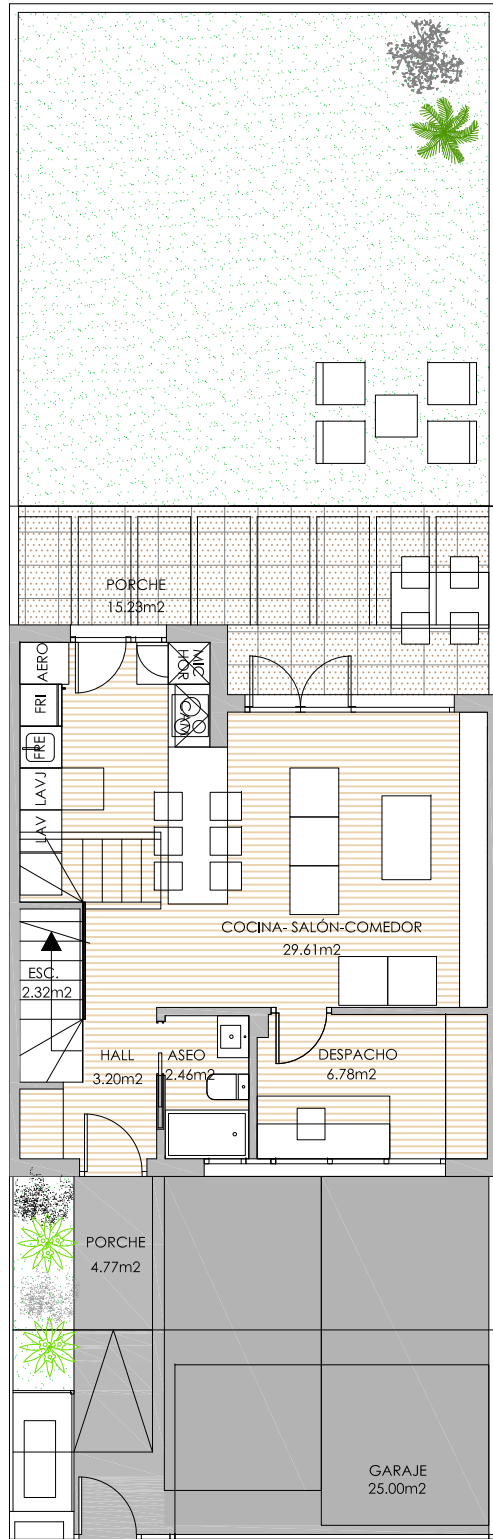 PORCHE
15.23m2
AERO
MIC
HOR
FRI
CAM
FRE
LAVJ
LAV
COCINA- SALÓN-COMEDOR
29.61m2
ESC.
2.32m2
HALL
3.20m2
ASEO
2.46m2
DESPACHO
6.78m2
PORCHE
4.77m2
GARAJE
25.00m2